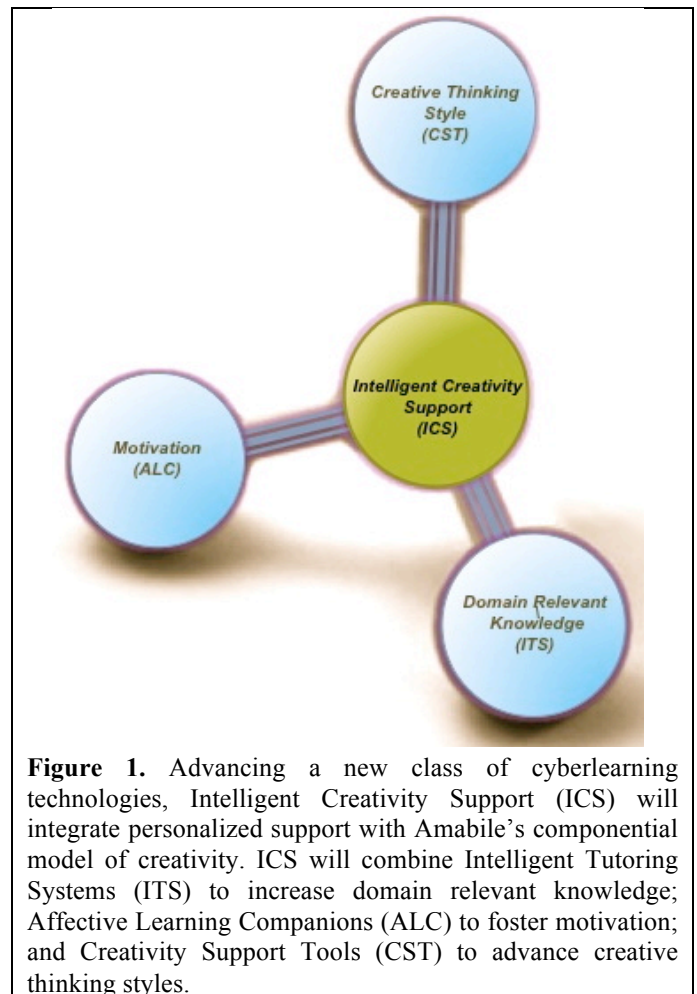 Creative Thinking
Style
(CST)
Intelligent Creativity
Support
(ICS)
Motivation
(ALC)
Domain Relevant
Knowledge
(ITS)
Figure 1. Advancing a new class of cyberlearning
technologies, Intelligent Creativity Support (ICS) will
integrate personalized support with Amabile’s componential
model of creativity. ICS will combine Intelligent Tutoring
Systems (ITS) to increase domain relevant knowledge;
Affective Learning Companions (ALC) to foster motivation;
and Creativity Support Tools (CST) to advance creative
thinking styles.